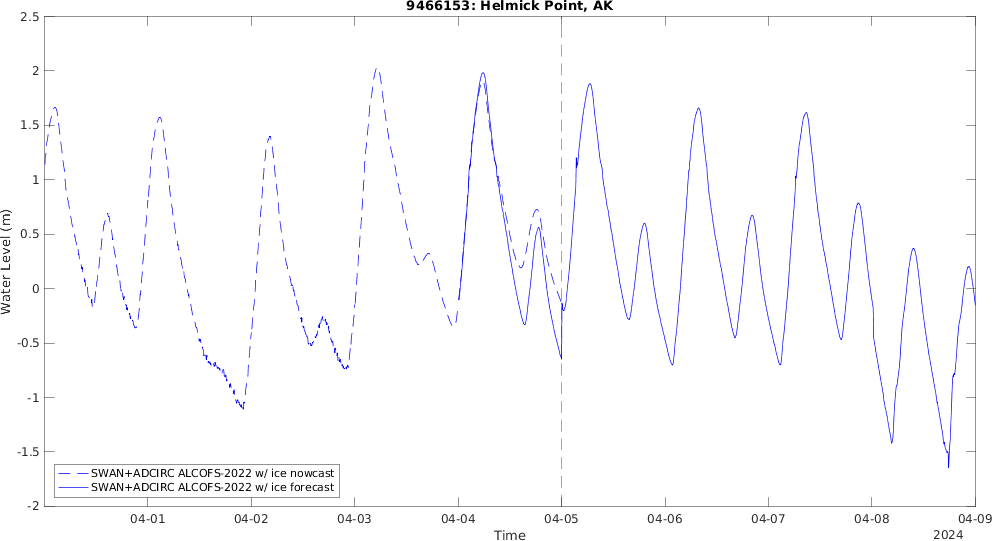 9466153: Helmick Point, AK
2.5
2
1.5
1
0.5
0
-0.5
-1
-1.5
-2
Water Level (m)
SWAN+ADCIRC ALCOFS-2022 w/ ice nowcast
SWAN+ADCIRC ALCOFS-2022 w/ ice forecast
04-01 04-02 04-03 04-04 04-05 04-06 04-07 04-08 04-09
Time
2024